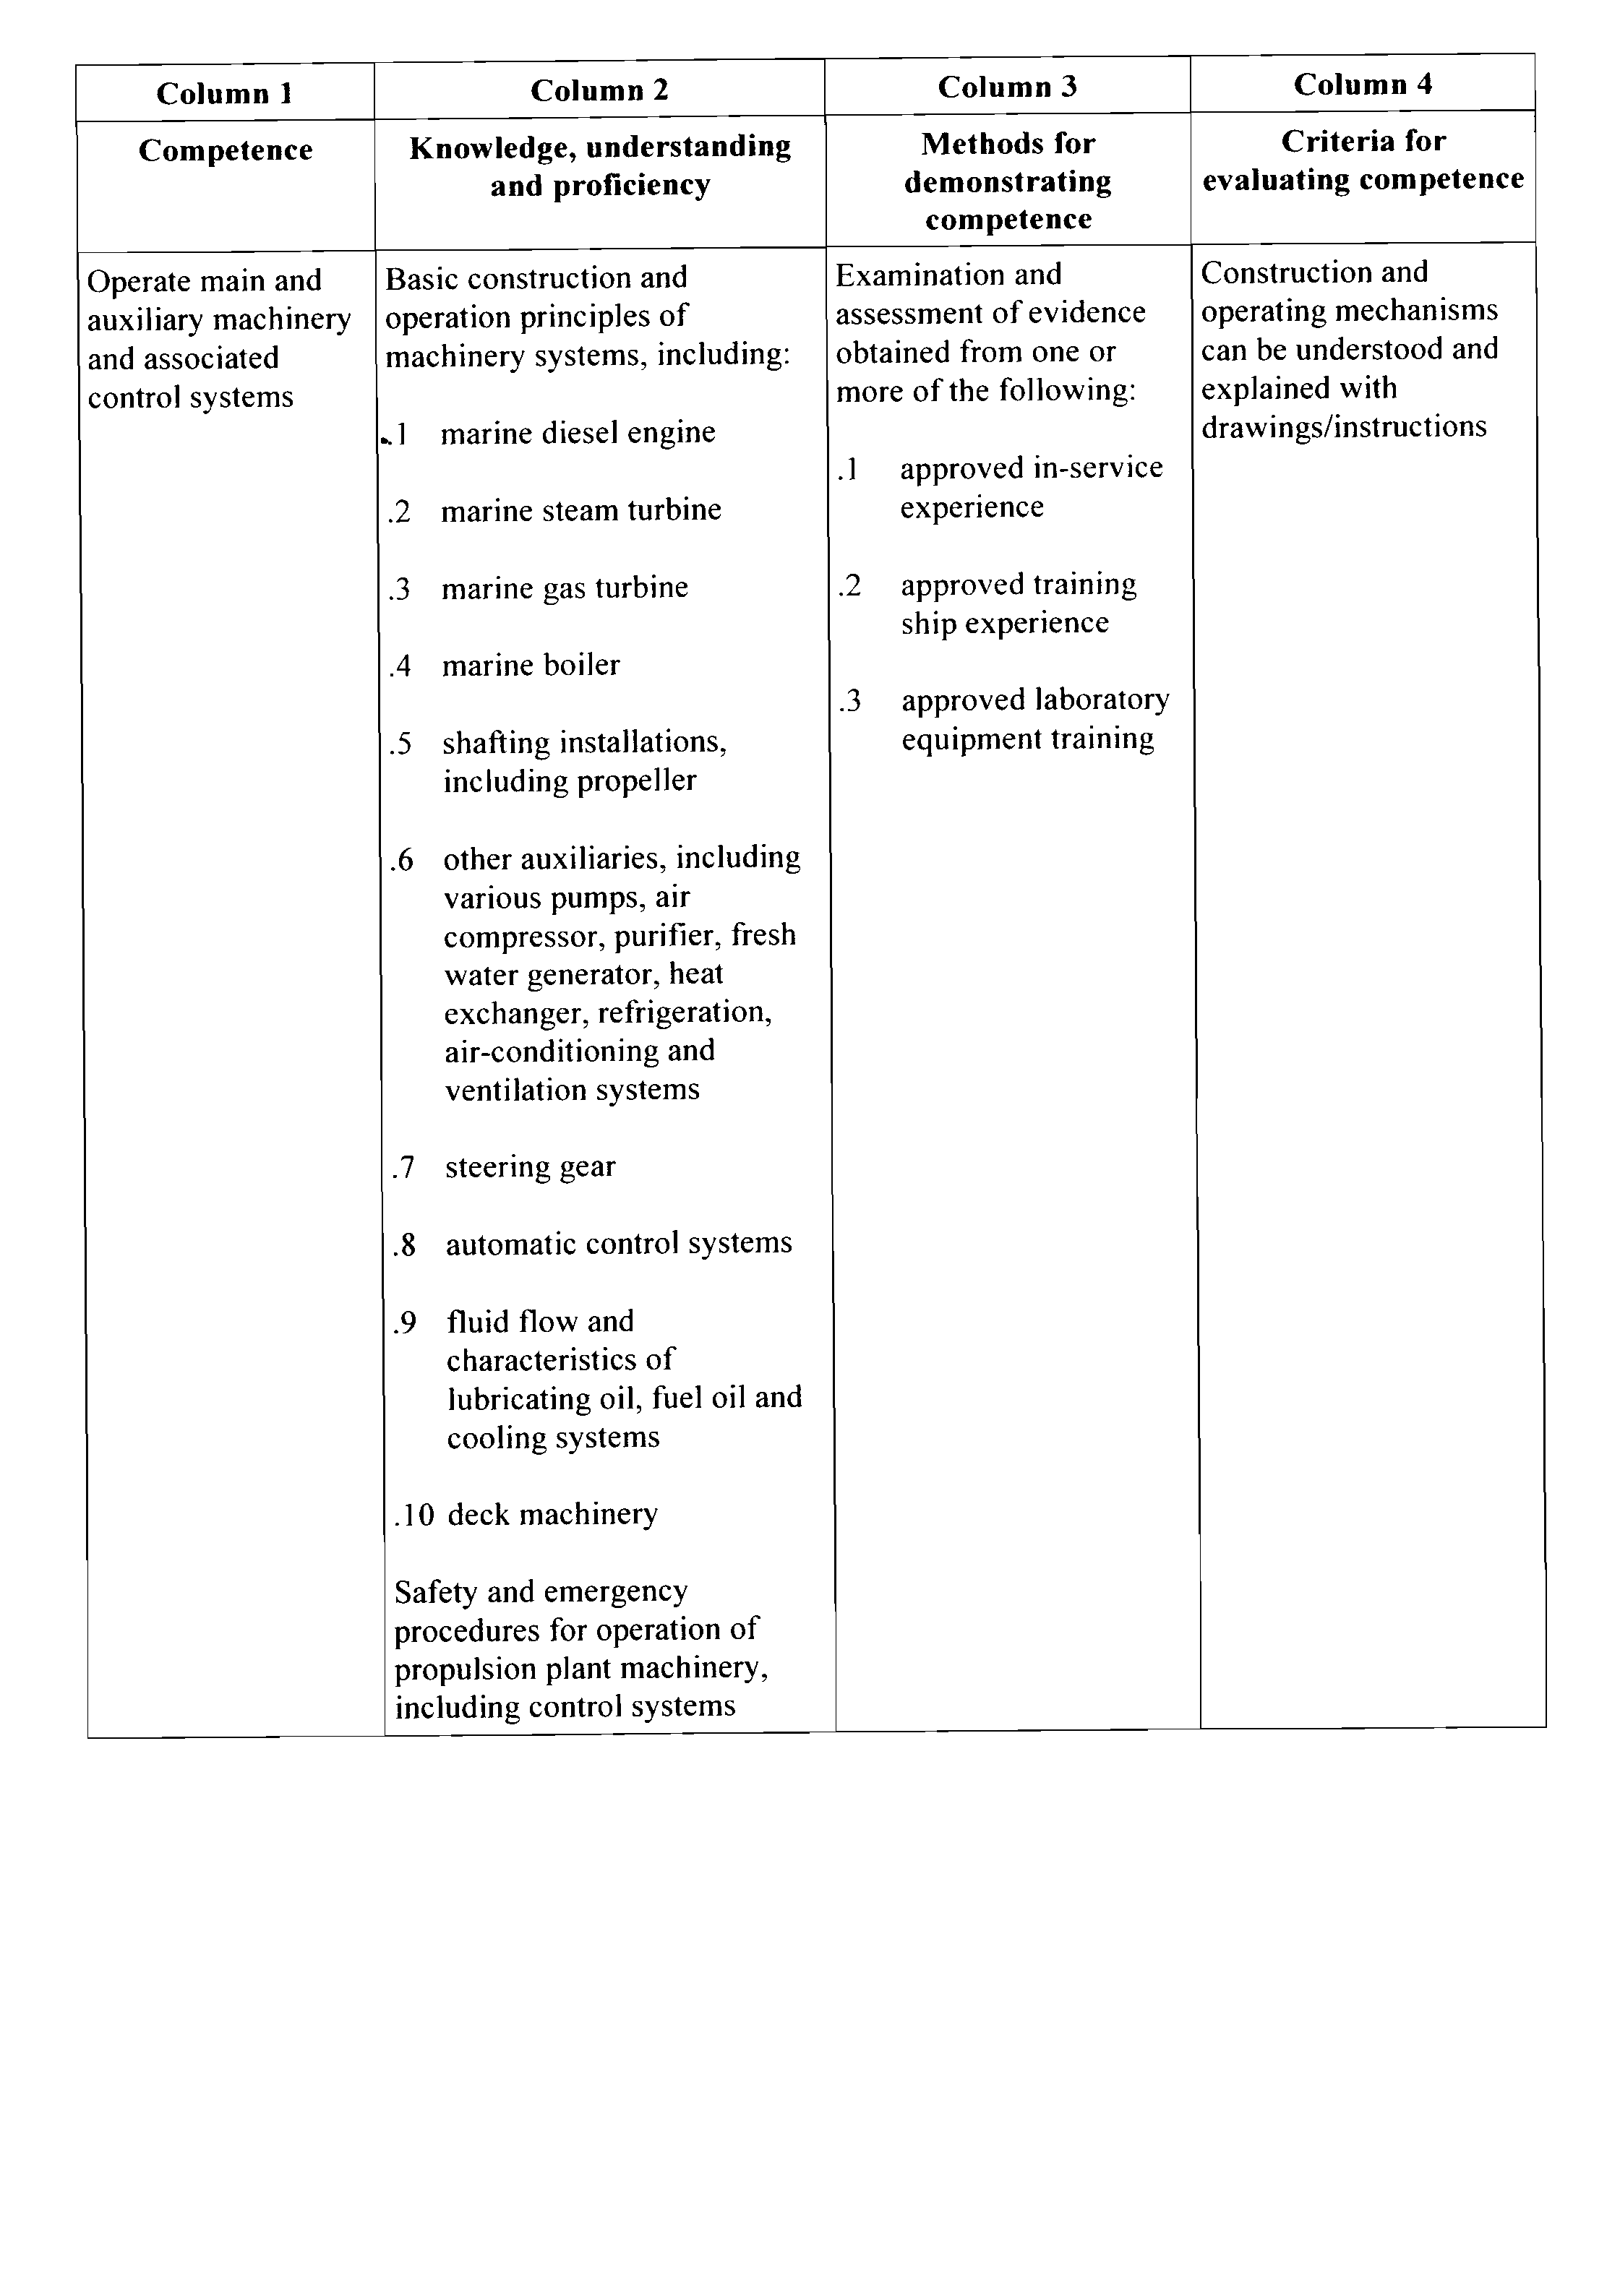 Column 1
Column 2
Column 3
Column 4
Competence
Knowledge, understanding
and proficiency
Methods for
demonstrating
competence
Criteria for
evaluating competence
Operate main and
auxiliary machinery
and associated
control systems
Basic construction and
operation principles of
machinery systems, including:
.1 marine diesel engine
.2 marine steam turbine
.3 marine gas turbine
.4 marine boiler
.5 shafting installations,
including propeller
.6 other auxiliaries, including
various pumps, air
compressor, purifier, fresh
water generator, heat
exchanger, refrigeration,
air-conditioning and
ventilation systems
.7 steering gear
.8 automatic control systems
.9 fluid flow and
characteristics of
lubricating oil, fuel oil and
cooling systems
.10 deck machinery
Safety and emergency
procedures for operation of
propulsion plant machinery,
including control systems
Examination and
assessment of evidence
obtained from one or
more of the following:
.1 approved in-service
experience
.2 approved training
ship experience
.3 approved laboratory
equipment training
Construction and
operating mechanisms
can be understood and
explained with
drawings/instructions